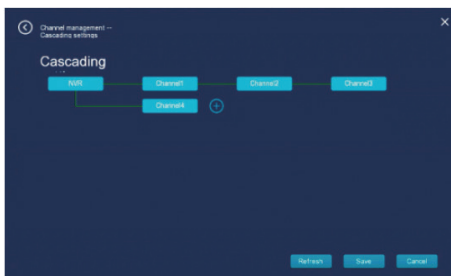 Channel management —
Cascading settings
Cascading
NVR Channel1 Channel2 Channel3
Channel4
Refresh Save Cancel